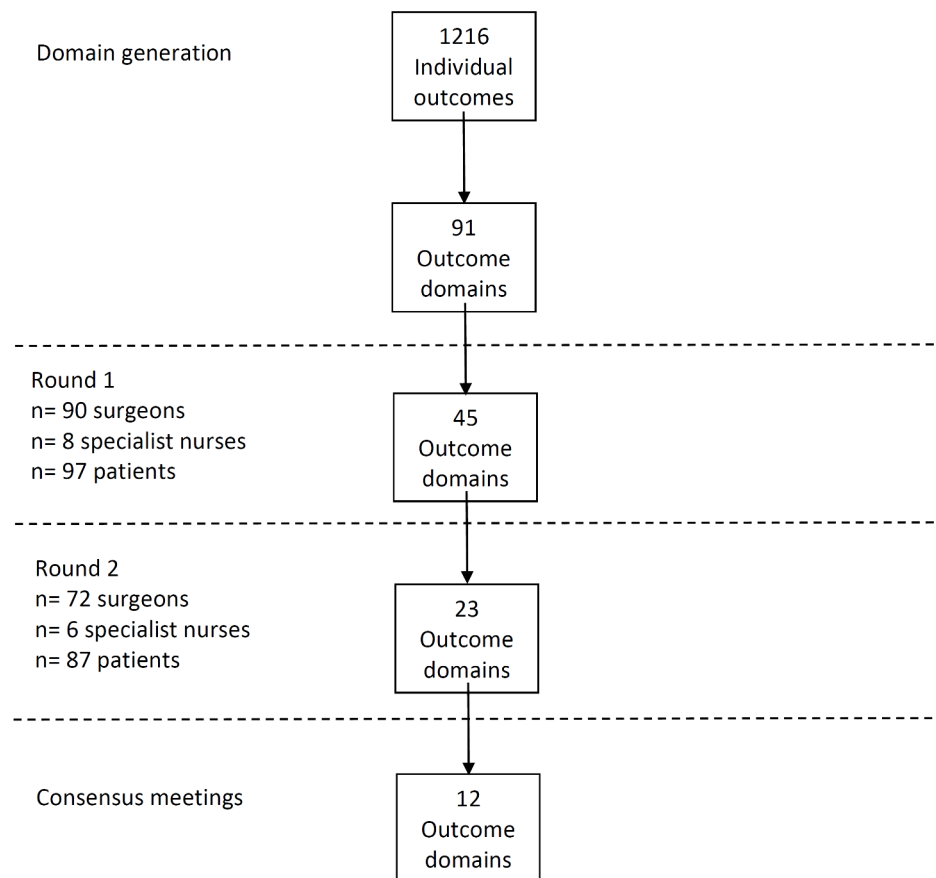 Domain generation
1216
Individual
outcomes
91
Outcome
domains
Round 1
n= 90 surgeons
n= 8 specialist nurses
n= 97 patients
45
Outcome
domains
Round 2
n= 72 surgeons
n= 6 specialist nurses
n= 87 patients
23
Outcome
domains
Consensus meetings
12
Outcome
domains